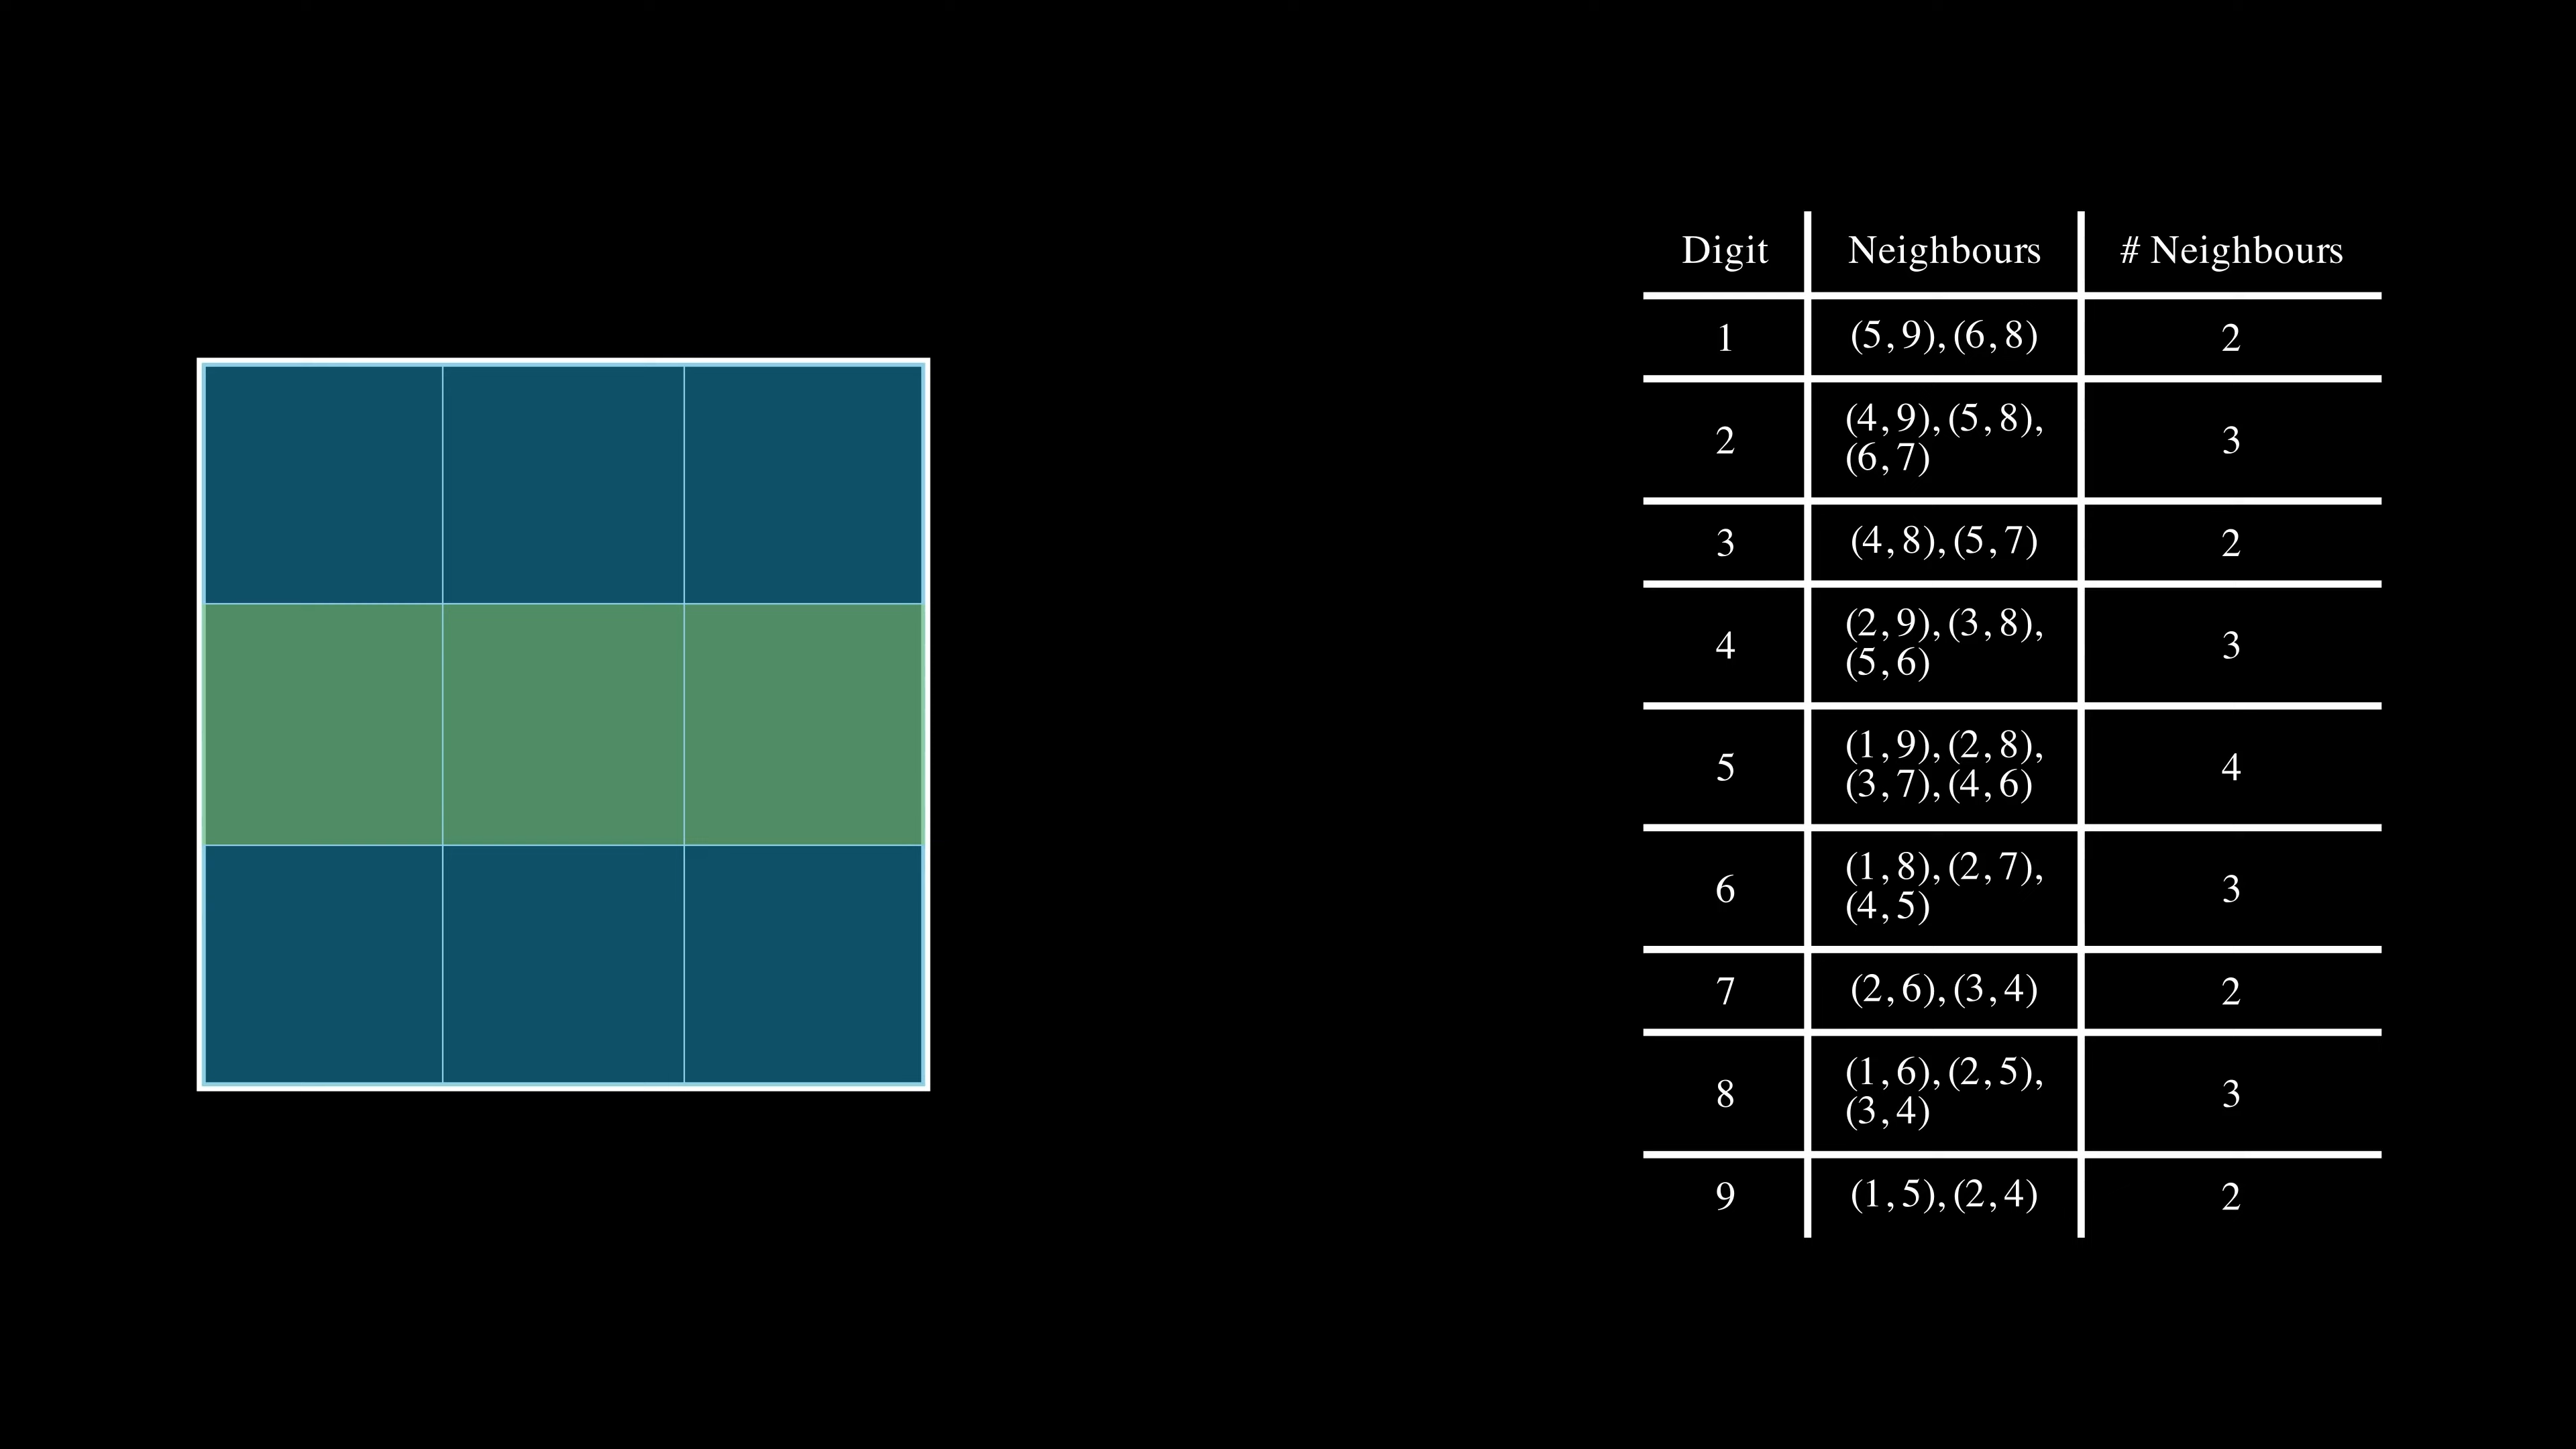 Digit Neighbours # Neighbours
1 (5,9),(6,8) 2
2 (4,9),(5,8), 3
(6,7)
3 (4,8),(5,7) 2
4 (2,9),(3,8), 3
(5,6)
5 (1,9),(2,8), 4
(3,7),(4,6)
6 (1,8),(2,7), 3
(4,5)
7 (2,6),(3,4) 2
8 (1,6),(2,5), 3
(3,4)
9 (1,5),(2,4) 2